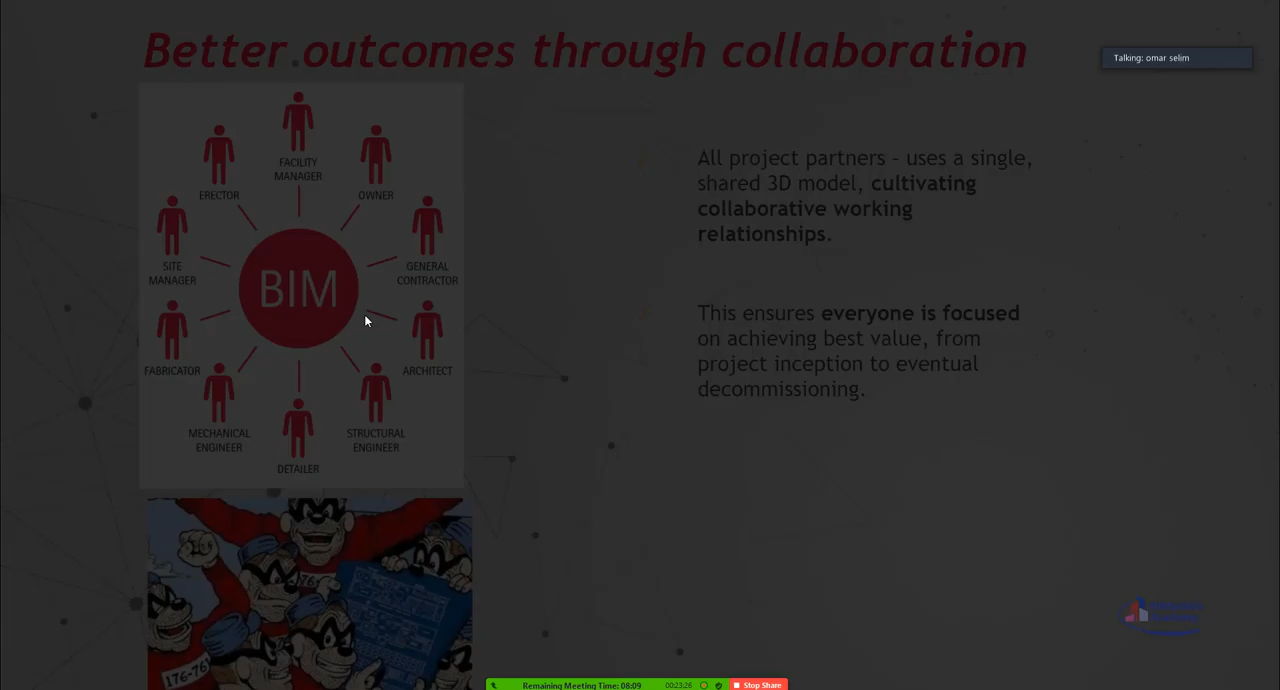 Better outcomes through collaboration
Talking: omar selim
FACILITY
MANAGER
ERECTOR
OWNER
SITE
MANAGER
GENERAL
CONTRACTOR
BIM
FABRICATOR
ARCHITECT
MECHANICAL
ENGINEER
STRUCTURAL
ENGINEER
DETAILER
All project partners – uses a single,
shared 3D model, cultivating
collaborative working
relationships.
This ensures everyone is focused
on achieving best value, from
project inception to eventual
decommissioning.
176-76
Remaining Meeting Time: 08:09
00:23:26
Stop Share